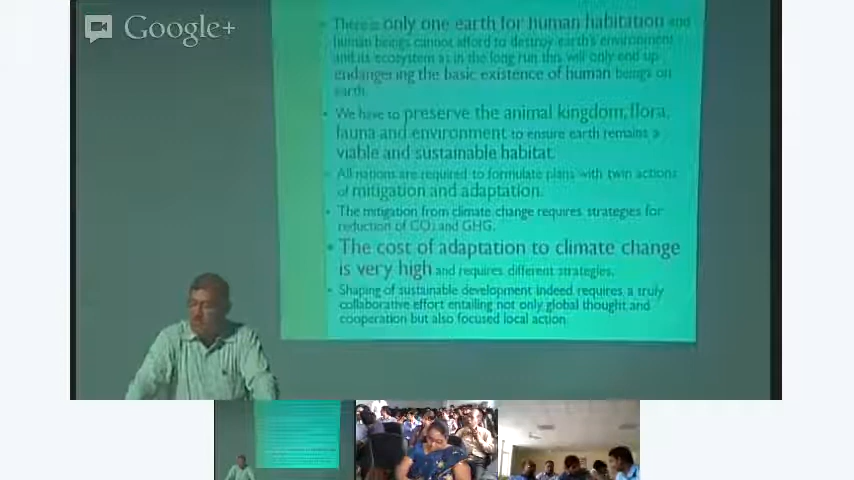 Google+
There is only one earth for human habitation and
human beings cannot afford to destroy earth's environment
and its ecosystem as in the long run this will only end up
endangering the basic existence of human beings on
earth.
We have to preserve the animal kingdom, flora,
fauna and environment to ensure earth remains a
viable and sustainable habitat.
All nations are required to formulate plans with twin actions
of mitigation and adaptation.
The mitigation from climate change requires strategies for
reduction of CO2 and GHG.
The cost of adaptation to climate change
is very high and requires different strategies.
Shaping of sustainable development indeed requires a truly
collaborative effort entailing not only global thought and
cooperation but also focused local action.